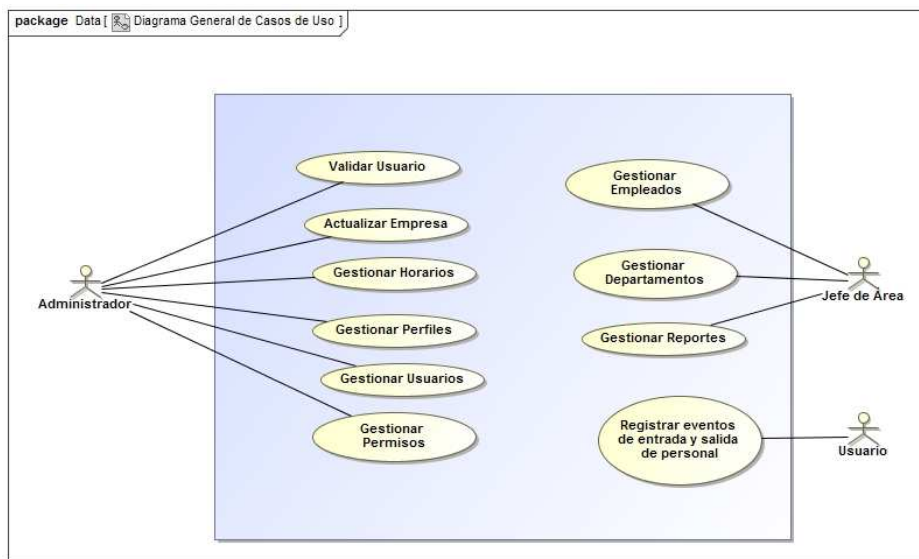 package Data [ Diagrama General de Casos de Uso ]
Validar Usuario
Actualizar Empresa
Gestionar Horarios
Administrador
Gestionar Perfiles
Gestionar Usuarios
Gestionar
Permisos
Gestionar
Empleados
Gestionar
Departamentos
Jefe de Área
Gestionar Reportes
Registrar eventos
de entrada y salida
de personal
Usuario